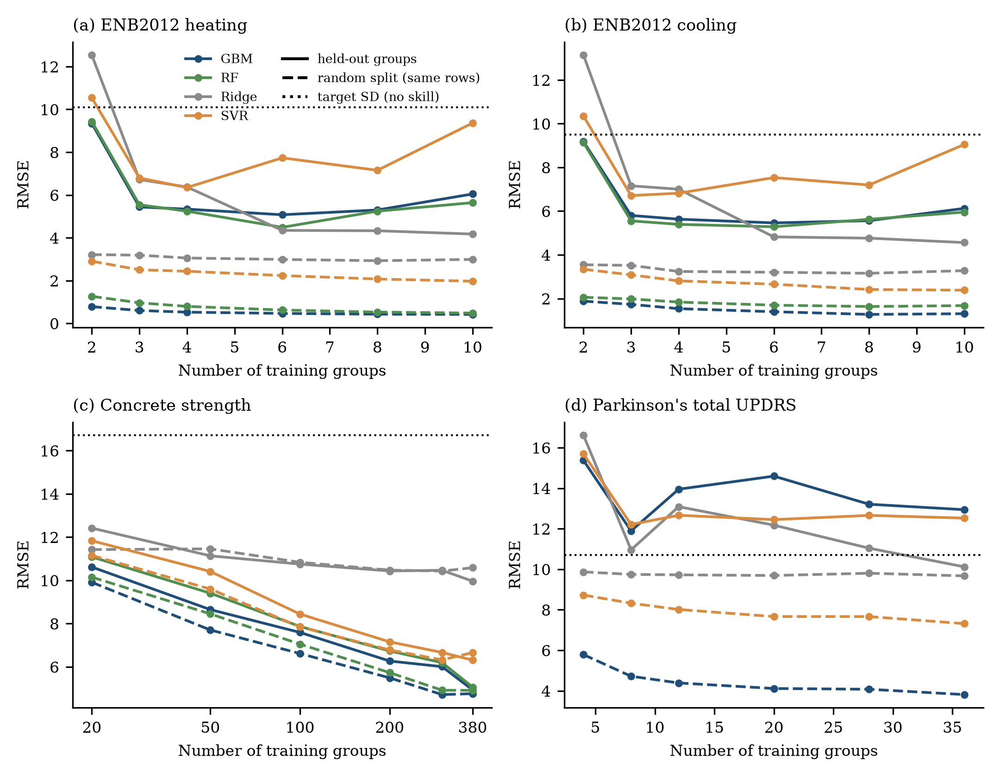 (a) ENB2012 heating
12
10
8
6
4
2
0
RMSE
GBM
RF
Ridge
SVR
held-out groups
random split (same rows)
target SD (no skill)
2 3 4 5 6 7 8 9 10
Number of training groups
(b) ENB2012 cooling
12
10
8
6
4
2
RMSE
2 3 4 5 6 7 8 9 10
Number of training groups
(c) Concrete strength
16
14
12
10
8
6
RMSE
20 50 100 200 380
Number of training groups
(d) Parkinson's total UPDRS
16
14
12
10
8
6
4
RMSE
5 10 15 20 25 30 35
Number of training groups